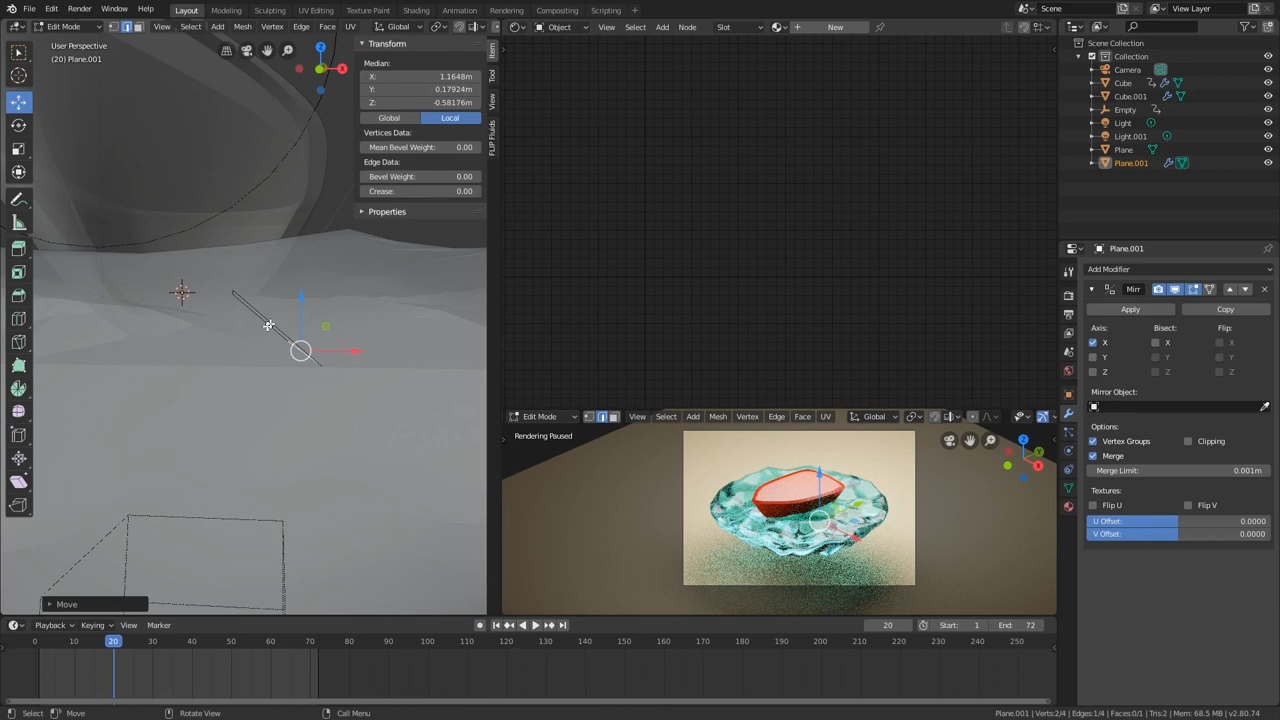 File Edit Render Window Help Layout Modeling Sculpting UV Editing Texture Paint Shading Animation Rendering Compositing Scripting + Scene View Layer
Edit Mode View Select Add Mesh Vertex Edge Face UV Global
Object View Select Add Node Slot New
User Perspective
(20) Plane.001
Z
X
Transform
Median:
X: 1.1648m
Y: 0.17924m
Z: -0.58176m
Global Local
Vertices Data:
Mean Bevel Weight: 0.00
Edge Data:
Bevel Weight: 0.00
Crease: 0.00
Properties
Item
Tool
View
FLIP Fluids
Move
Edit Mode View Select Add Mesh Vertex Edge Face UV Global
Rendering Paused
Z
Y
X
Scene Collection
Collection
Camera
Cube
Cube.001
Empty
Light
Light.001
Plane
Plane.001
Plane.001
Add Modifier
Mirr
Apply Copy
Axis: Bisect: Flip:
X X X
Y Y Y
Z Z Z
Mirror Object:
Options:
Vertex Groups Clipping
Merge
Merge Limit: 0.001m
Textures:
Flip U Flip V
U Offset: 0.0000
V Offset: 0.0000
Playback Keying View Marker 20 Start: 1 End: 72
0 10 20 30 40 50 60 70 80 90 100 110 120 130 140 150 160 170 180 190 200 210 220 230 240 250
Select Move Rotate View Call Menu Plane.001 | Verts:2/4 | Edges:1/4 | Faces:0/1 | Tris:2 | Mem: 68.5 MB | v2.80.74